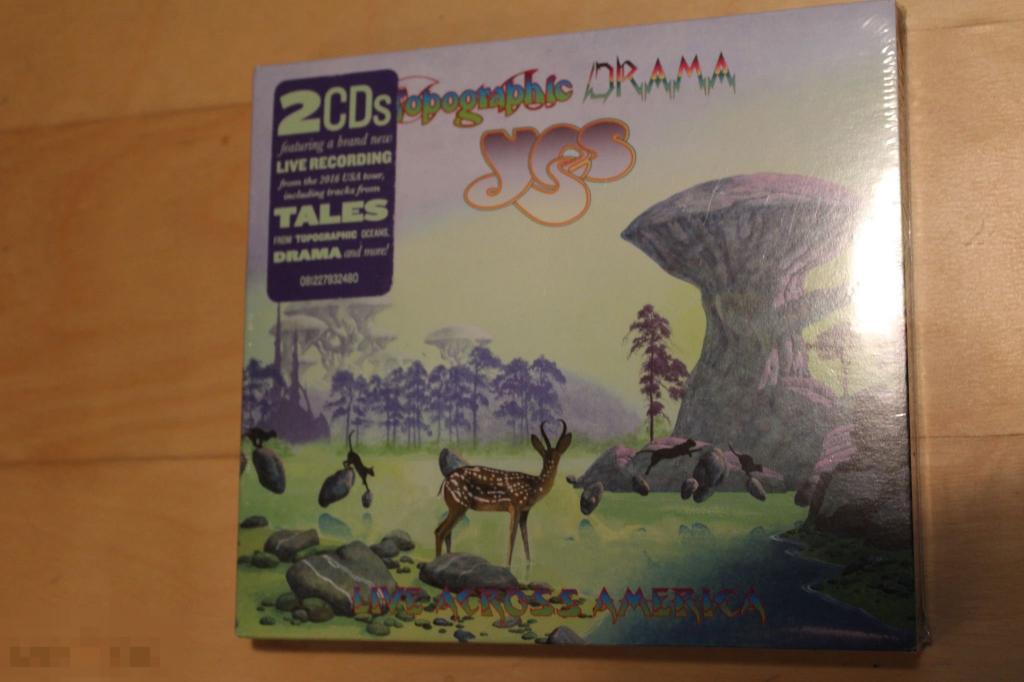 Topographic DRAMA
YES
2CDs
featuring a brand new
LIVE RECORDING
from the 2016 USA tour,
including tracks from
TALES
FROM TOPOGRAPHIC OCEANS,
DRAMA and more!
081227932480
LIVE ACROSS AMERICA